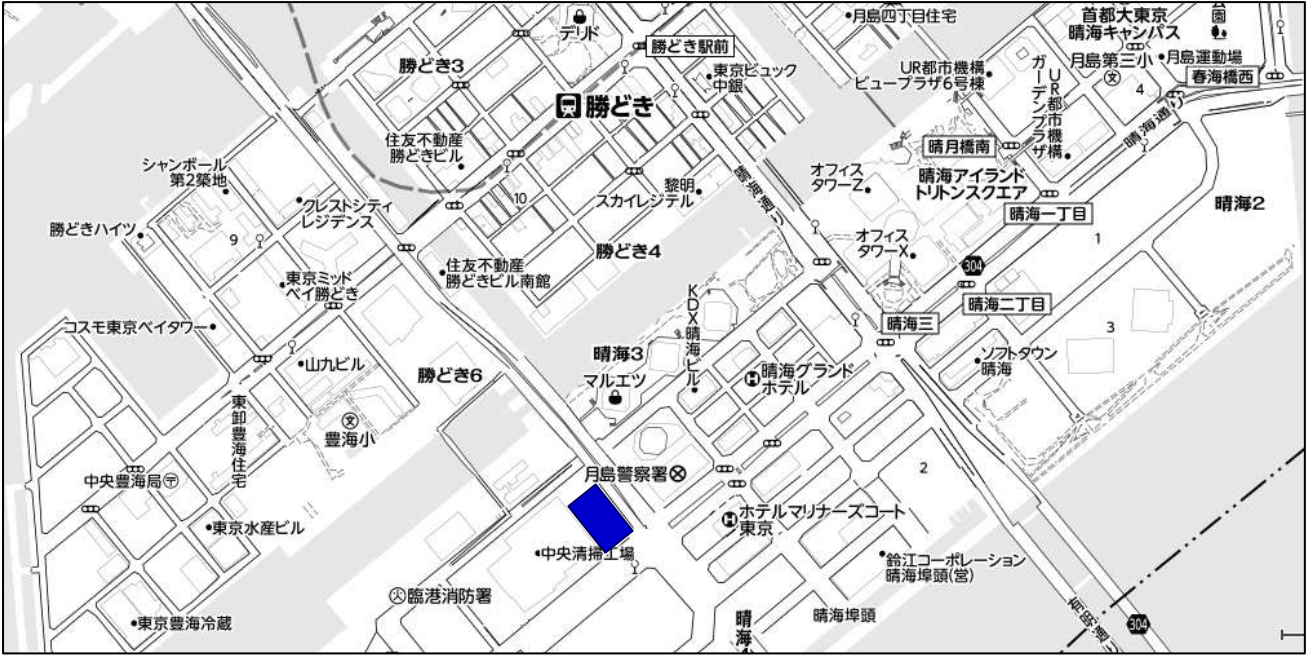 月島四丁目住宅
首都大東京
晴海キャンパス
公園
デリド
勝どき駅前
勝どき3
東京ビュック
中銀
UR都市機構
ビュープラザ6号棟
UR都市機構
ガーデンプラザ
月島第三小
月島運動場
春海橋西
4
晴海通り
勝どき
住友不動産
勝どきビル
晴月橋南
シャンボール
第2築地
オフィス
タワーZ
晴海アイランド
トリトンスクエア
晴海通り
クレストシティ
レジデンス
10
黎明
スカイレジテル
晴海一丁目
晴海2
勝どきハイツ
9
勝どき4
オフィス
タワーX
1
住友不動産
勝どきビル南館
東京ミッド
ベイ勝どき
304
KDX晴海ビル
晴海二丁目
コスモ東京ベイタワー
晴海三
3
晴海3
ソフトタウン
晴海
山九ビル
勝どき6
マルエツ
晴海グランド
ホテル
東卸豊海住宅
文
豊海小
中央豊海局
月島警察署
2
東京水産ビル
ホテルマリナーズコート
東京
中央清掃工場
鈴江コーポレーション
晴海埠頭(営)
臨港消防署
東京豊海冷蔵
晴海埠頭
晴海4
有明通り
304